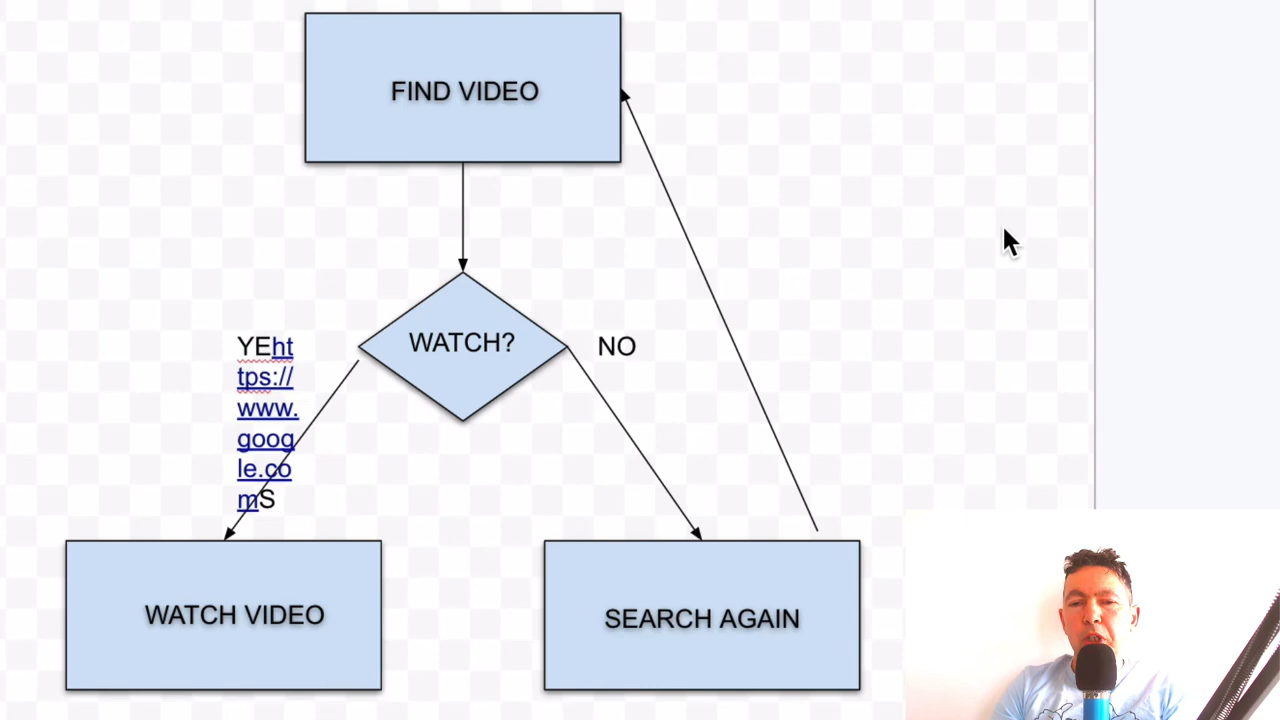 FIND VIDEO
WATCH?
YEht
tps://
www.
goog
le.co
mS
NO
WATCH VIDEO
SEARCH AGAIN